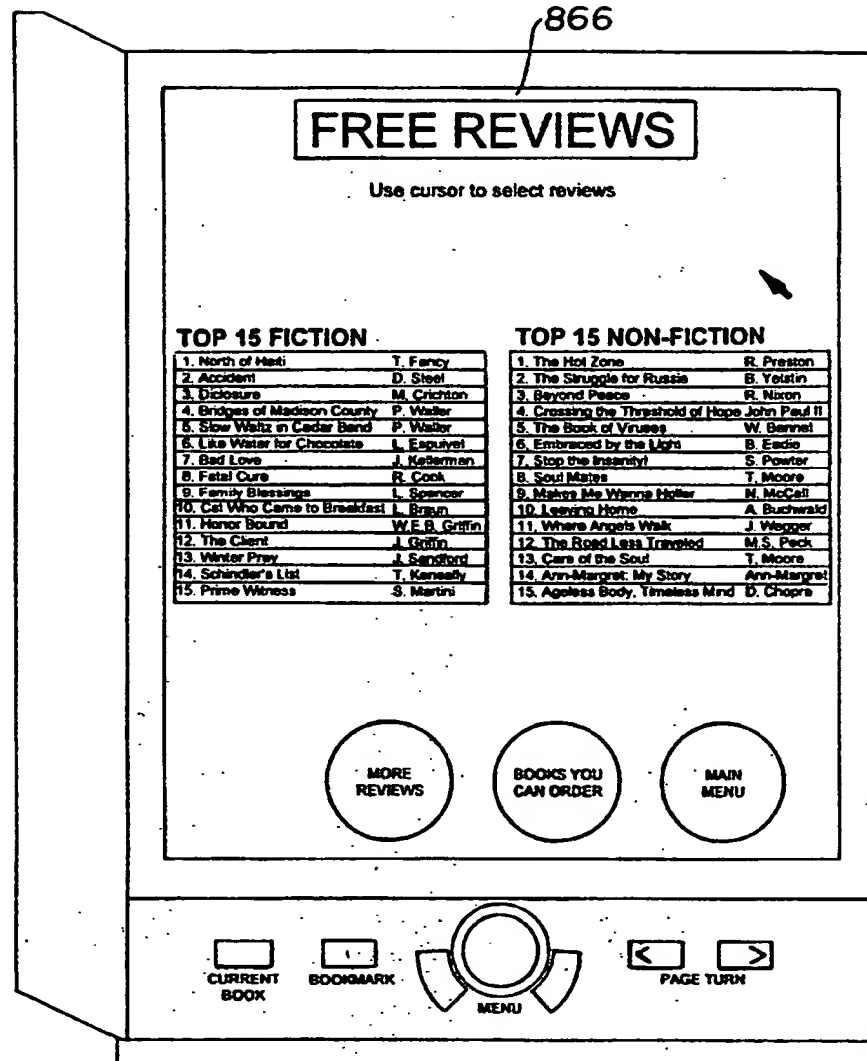 866
FREE REVIEWS
Use cursor to select reviews
TOP 15 FICTION
1. North of Haiti T. Fancy
2. Accident D. Steel
3. Diclosure M. Crichton
4. Bridges of Madison County P. Waller
5. Slow Waltz in Cedar Bend P. Waller
6. Like Water for Chocolate L. Esquivel
7. Bad Love J. Kellerman
8. Fatal Cure R. Cook
9. Family Blessings L. Spencer
10. Cat Who Came to Breakfast L. Braun
11. Honor Bound W.E.B. Griffin
12. The Client J. Griffin
13. Winter Prey J. Sandford
14. Schindler's List T. Keneally
15. Prime Witness S. Martini
TOP 15 NON-FICTION
1. The Hot Zone R. Preston
2. The Struggle for Russia B. Yelstin
3. Beyond Peace R. Nixon
4. Crossing the Threshold of Hope John Paul II
5. The Book of Viruses W. Bennet
6. Embraced by the Light B. Eadie
7. Stop the Insanity! S. Powter
8. Soul Mates T. Moore
9. Makes Me Wanna Holler N. McCall
10. Leaving Home A. Buchwald
11. Where Angels Walk J. Wegger
12. The Road Less Traveled M.S. Peck
13. Care of the Soul T. Moore
14. Ann-Margret: My Story Ann-Margret
15. Ageless Body, Timeless Mind D. Chopra
MORE
REVIEWS
BOOKS YOU
CAN ORDER
MAIN
MENU
CURRENT
BOOK
BOOKMARK
MENU
< >
PAGE TURN